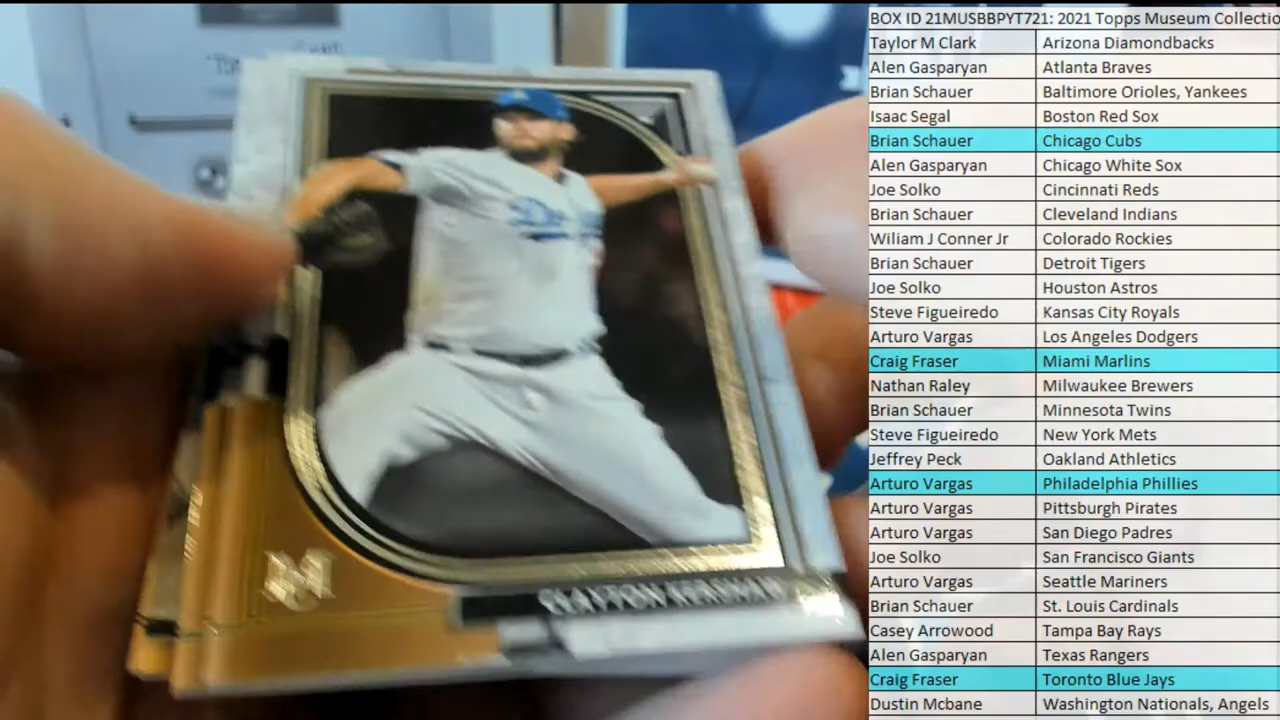 BOX ID 21MUSBBPYT721: 2021 Topps Museum Collectio
Taylor M Clark Arizona Diamondbacks
Alen Gasparyan Atlanta Braves
Brian Schauer Baltimore Orioles, Yankees
Isaac Segal Boston Red Sox
Brian Schauer Chicago Cubs
Alen Gasparyan Chicago White Sox
Joe Solko Cincinnati Reds
Brian Schauer Cleveland Indians
Wiliam J Conner Jr Colorado Rockies
Brian Schauer Detroit Tigers
Joe Solko Houston Astros
Steve Figueiredo Kansas City Royals
Arturo Vargas Los Angeles Dodgers
Craig Fraser Miami Marlins
Nathan Raley Milwaukee Brewers
Brian Schauer Minnesota Twins
Steve Figueiredo New York Mets
Jeffrey Peck Oakland Athletics
Arturo Vargas Philadelphia Phillies
Arturo Vargas Pittsburgh Pirates
Arturo Vargas San Diego Padres
Joe Solko San Francisco Giants
Arturo Vargas Seattle Mariners
Brian Schauer St. Louis Cardinals
Casey Arrowood Tampa Bay Rays
Alen Gasparyan Texas Rangers
Craig Fraser Toronto Blue Jays
Dustin Mcbane Washington Nationals, Angels
CLAYTON KERSHAW